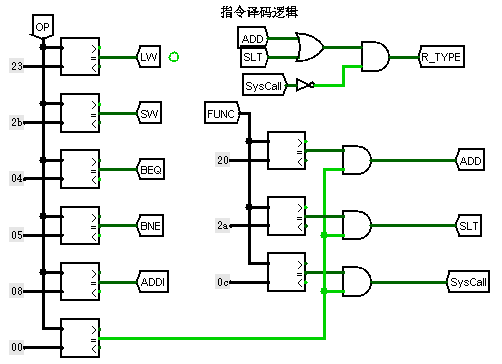 指令译码逻辑
OP
ADD
SLT
R_TYPE
SysCall
23
LW
2b
SW
FUNC
04
BEQ
20
ADD
05
BNE
2a
SLT
08
ADDI
0c
SysCall
00